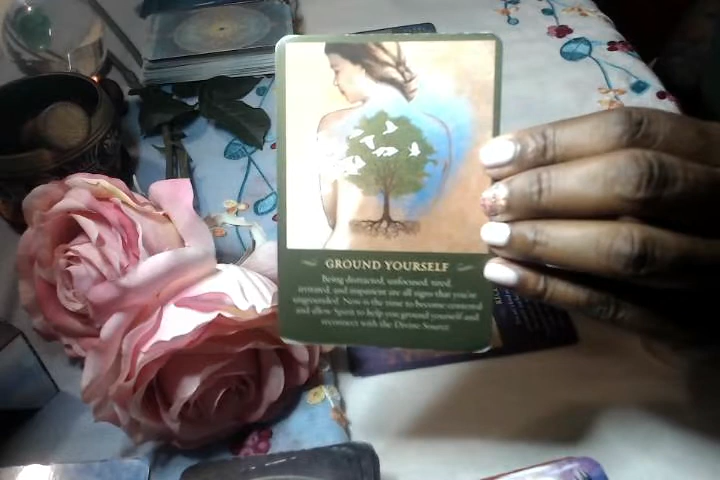 GROUND YOURSELF
Being distracted, unfocused, tired,
irritated, and impatient are all signs that you're
ungrounded. Now is the time to become centered
and allow Spirit to help you ground yourself and
reconnect with the Divine Source.